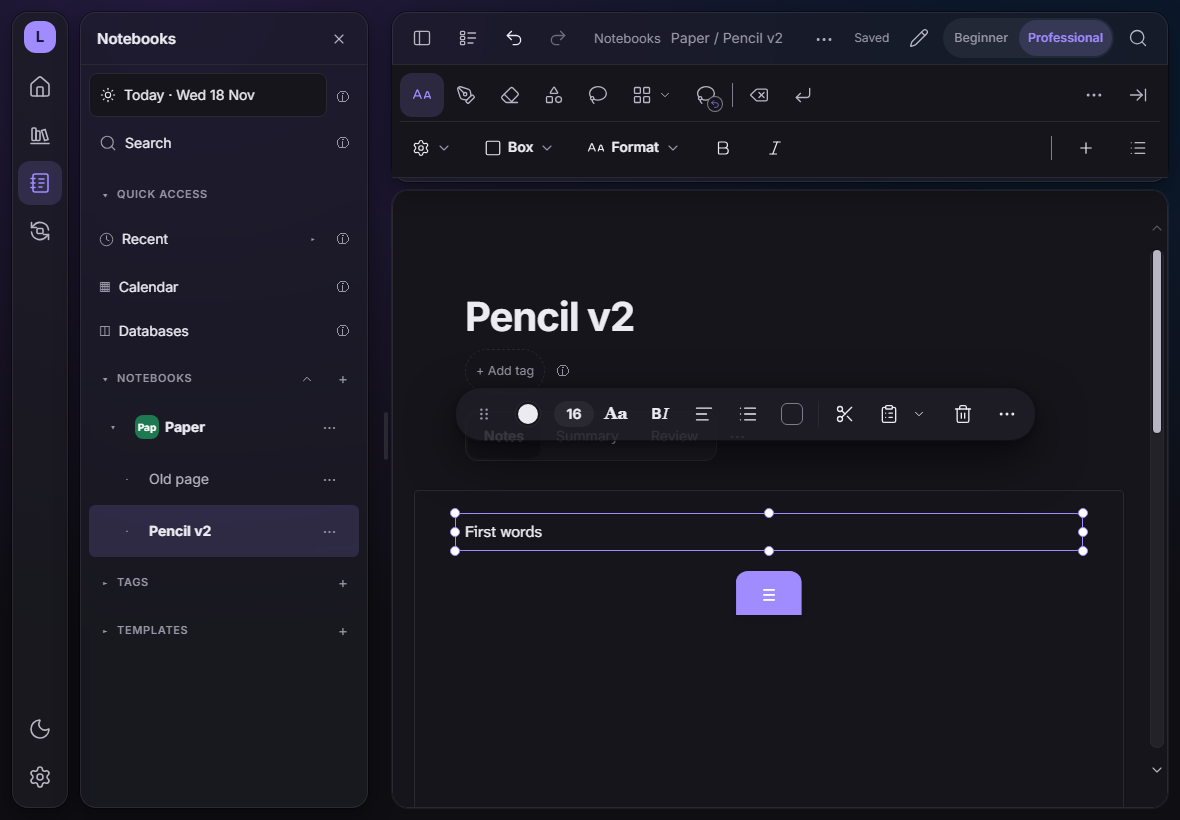 L
Notebooks
Today · Wed 18 Nov
Search
QUICK ACCESS
Recent
Calendar
Databases
NOTEBOOKS
Pap Paper
Old page
Pencil v2
TAGS
TEMPLATES
Notebooks Paper / Pencil v2
Saved
Beginner Professional
AA
Box
AA Format
B I
Pencil v2
+ Add tag
16 Aa BI
Notes Summary Review
First words